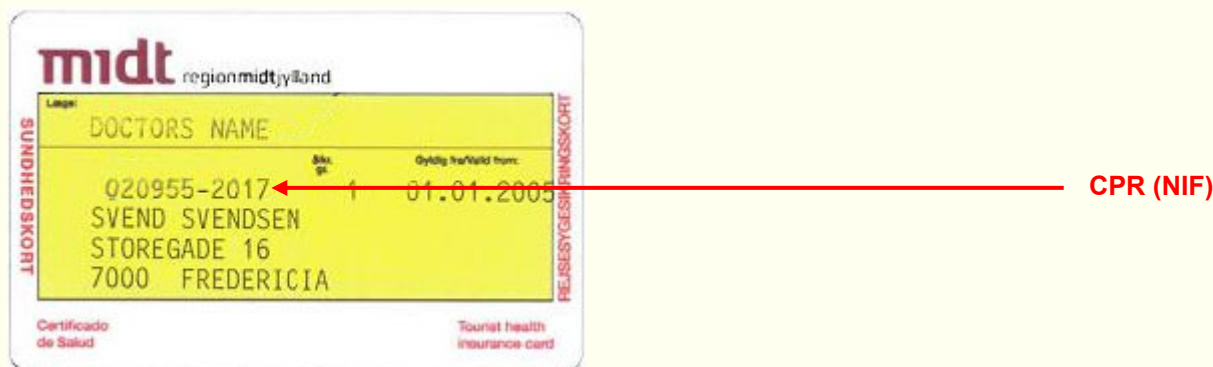 midt regionmidtjylland
Læge:
DOCTORS NAME
Sikr. gr. Gyldig fra/Valid from:
020955-2017 1 01.01.2005
SVEND SVENDSEN
STOREGADE 16
7000 FREDERICIA
SUNDHEDSKORT
REJSESYGESIKRINGSKORT
Certificado
de Salud
Tourist health
insurance card
CPR (NIF)